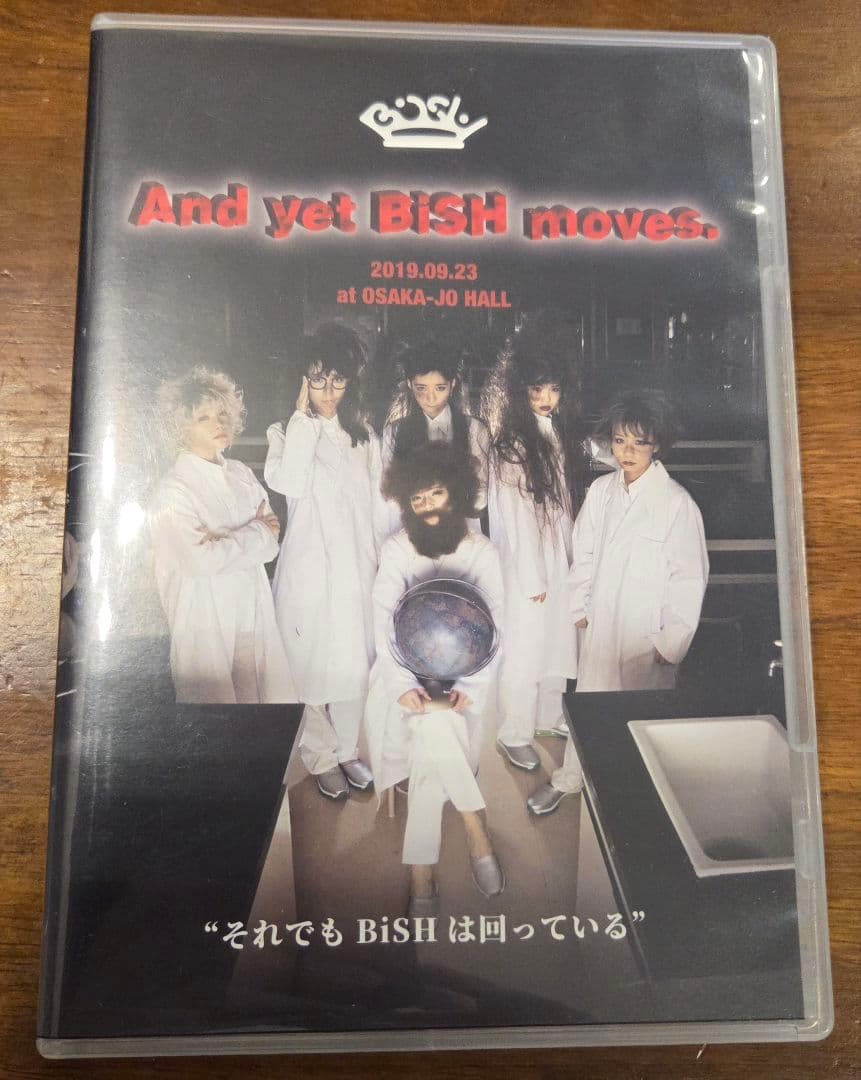 BiSH
And yet BiSH moves.
2019.09.23
at OSAKA-JO HALL
“それでも BiSH は回っている”